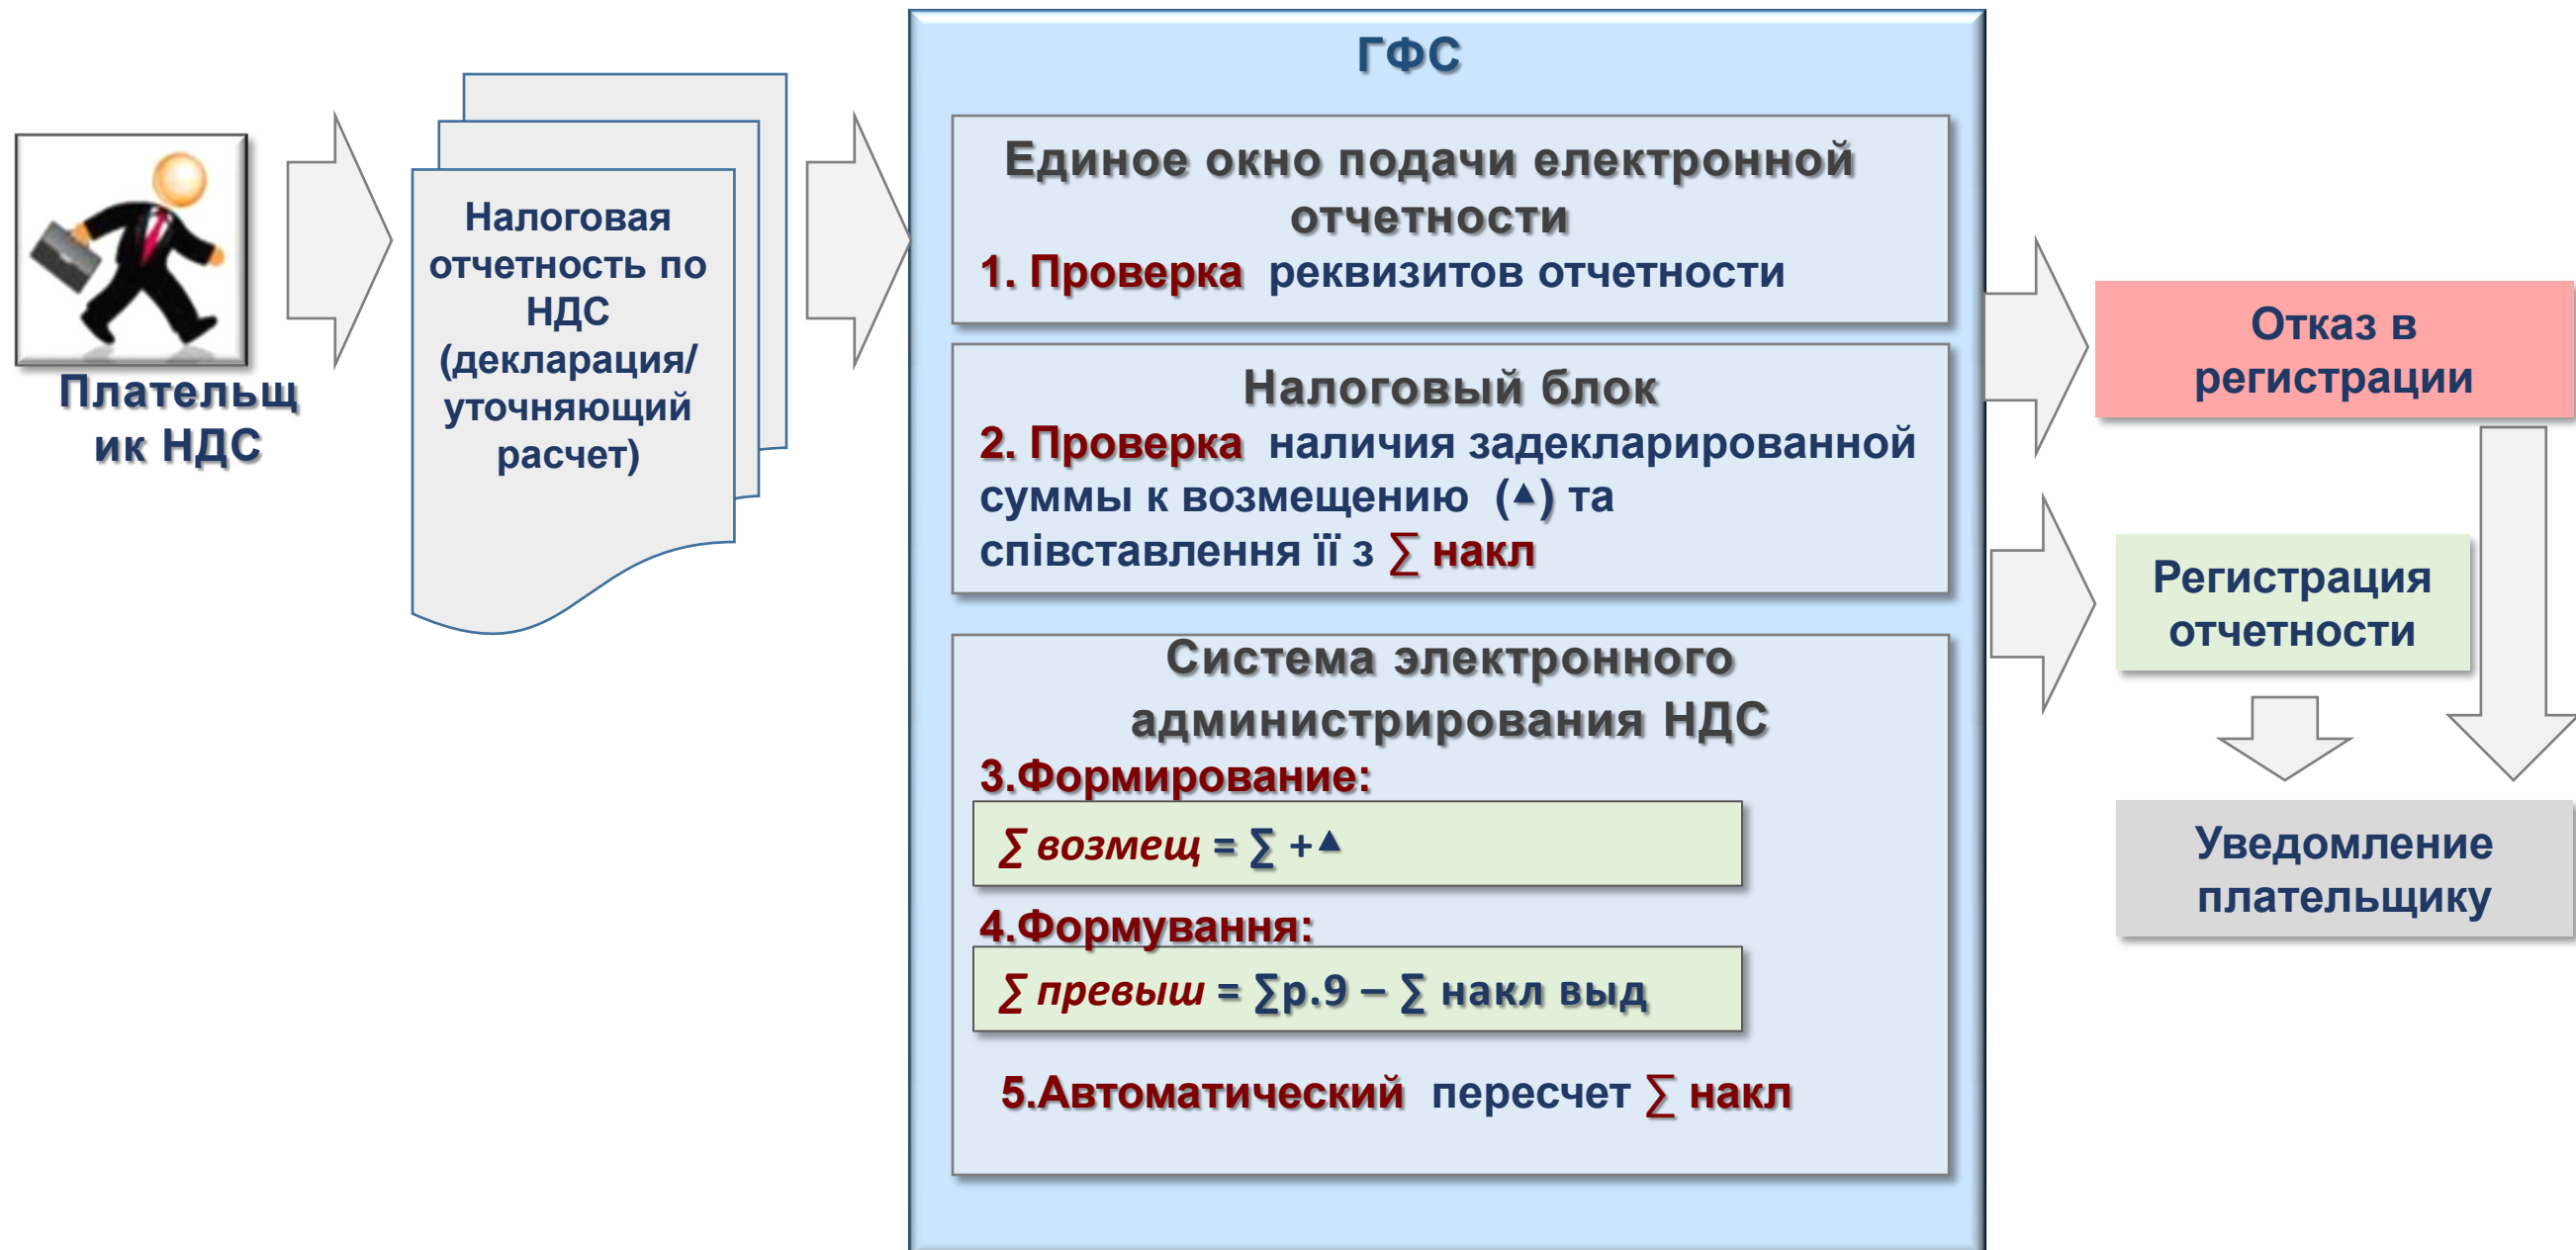 Плательщ
ик НДС
Налоговая
отчетность по
НДС
(декларация/
уточняющий
расчет)
ГФС
Единое окно подачи електронной
отчетности
1. Проверка реквизитов отчетности
Налоговый блок
2. Проверка наличия задекларированной
суммы к возмещению (▲) та
співставлення її з ∑ накл
Система электронного
администрирования НДС
3.Формирование:
∑ возмещ = ∑ +▲
4.Формування:
∑ превыш = ∑р.9 – ∑ накл выд
5.Автоматический пересчет ∑ накл
Отказ в
регистрации
Регистрация
отчетности
Уведомление
плательщику